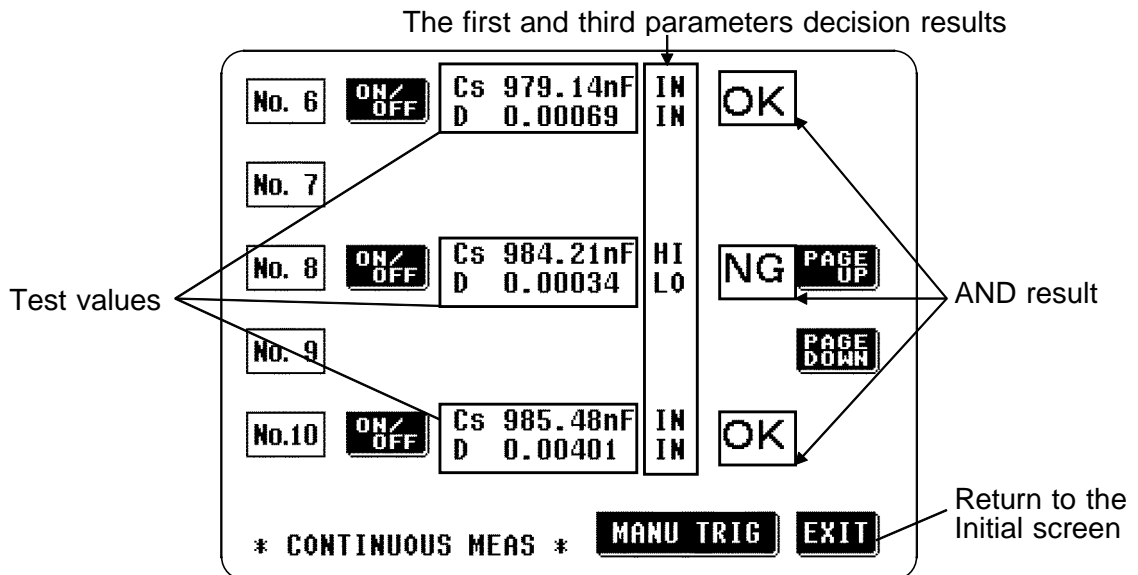 The first and third parameters decision results
No. 6 ON/OFF Cs 979.14nF IN OK
D 0.00069 IN
No. 7
No. 8 ON/OFF Cs 984.21nF HI NG PAGE UP
D 0.00034 LO
Test values
AND result
No. 9 PAGE DOWN
No.10 ON/OFF Cs 985.48nF IN OK
D 0.00401 IN
Return to the
Initial screen
* CONTINUOUS MEAS * MANU TRIG EXIT